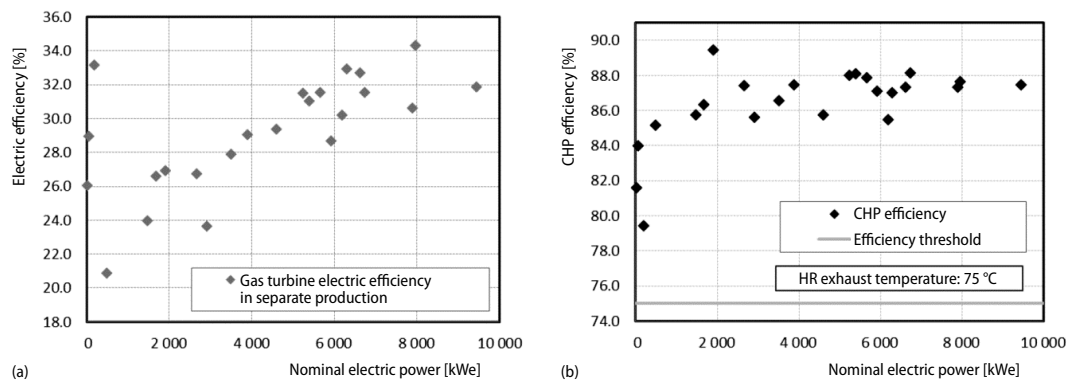 36.0
34.0
32.0
30.0
28.0
26.0
24.0
22.0
20.0
18.0
Electric efficiency [%]
Gas turbine electric efficiency
in separate production
0 2 000 4 000 6 000 8 000 10 000
(a) Nominal electric power [kWe]
90.0
88.0
86.0
84.0
82.0
80.0
78.0
76.0
74.0
CHP efficiency [%]
CHP efficiency
Efficiency threshold
HR exhaust temperature: 75 °C
0 2 000 4 000 6 000 8 000 10 000
(b) Nominal electric power [kWe]